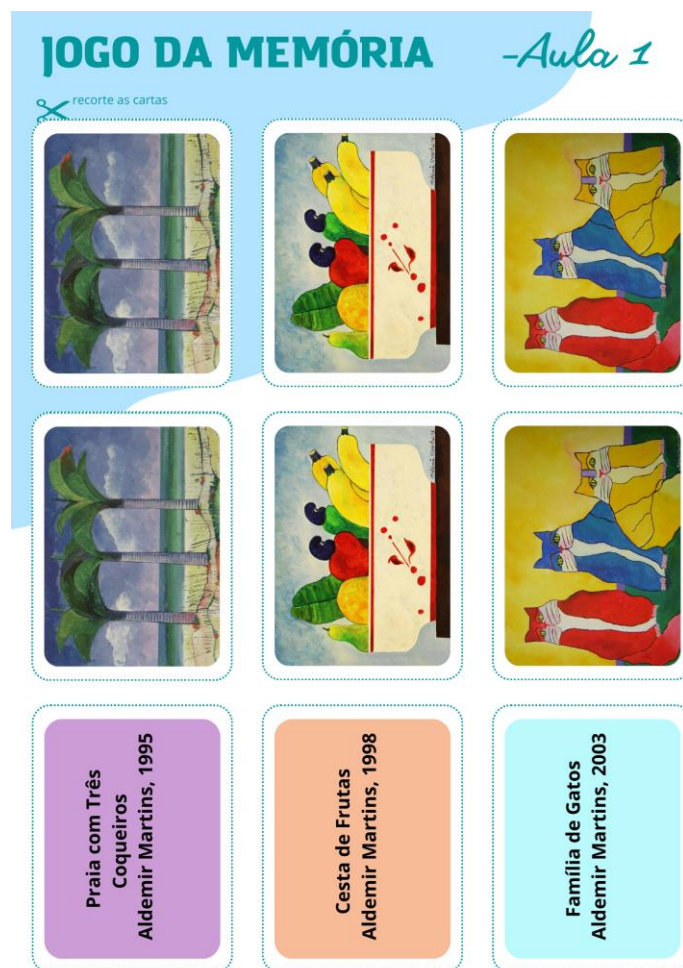 JOGO DA MEMÓRIA
-Aula 1
recorte as cartas
Praia com Três
Coqueiros
Aldemir Martins, 1995
Cesta de Frutas
Aldemir Martins, 1998
Família de Gatos
Aldemir Martins, 2003